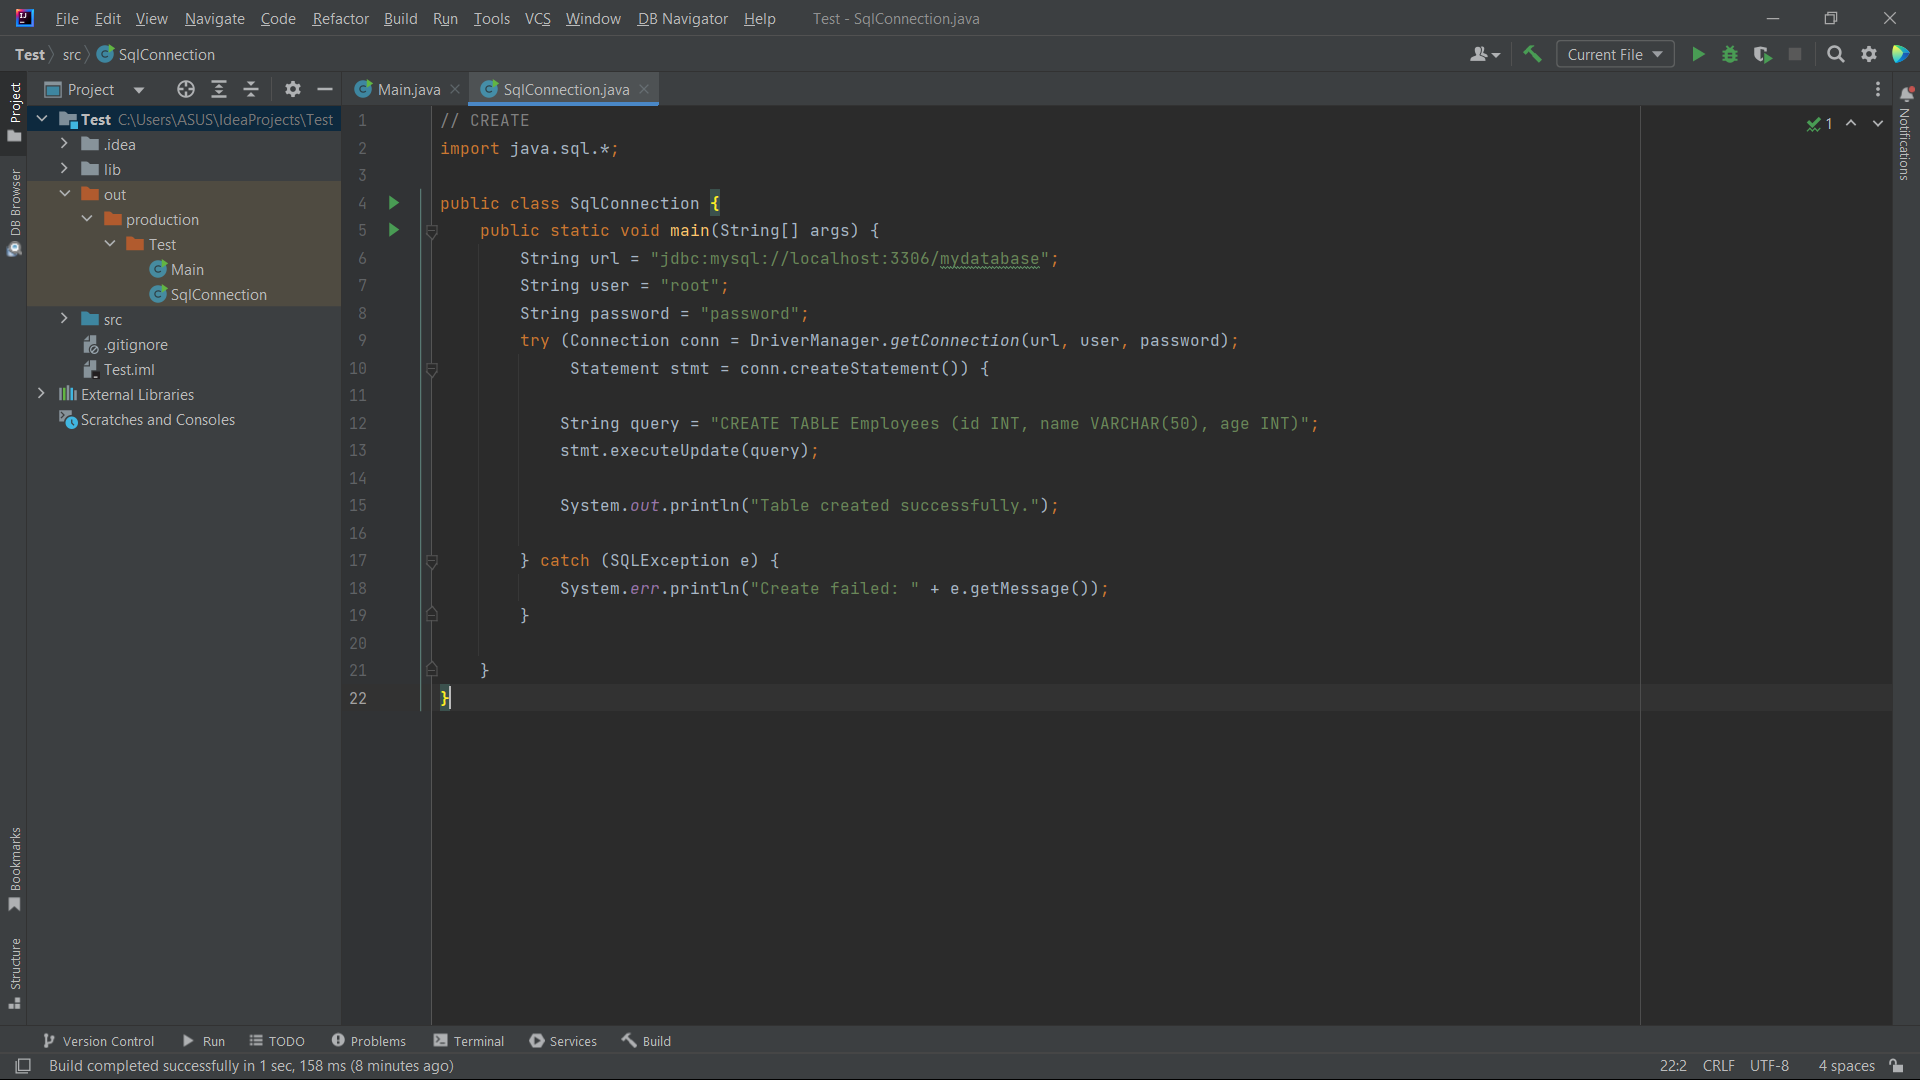 File Edit View Navigate Code Refactor Build Run Tools VCS Window DB Navigator Help Test - SqlConnection.java
Test src SqlConnection Current File
Project
Main.java SqlConnection.java
Project
DB Browser
Bookmarks
Structure
Notifications
Test C:\Users\ASUS\IdeaProjects\Test
.idea
lib
out
production
Test
Main
SqlConnection
src
.gitignore
Test.iml
External Libraries
Scratches and Consoles
1
1 // CREATE
2 import java.sql.*;
3
4 public class SqlConnection {
5 public static void main(String[] args) {
6 String url = "jdbc:mysql://localhost:3306/mydatabase";
7 String user = "root";
8 String password = "password";
9 try (Connection conn = DriverManager.getConnection(url, user, password);
10 Statement stmt = conn.createStatement()) {
11
12 String query = "CREATE TABLE Employees (id INT, name VARCHAR(50), age INT)";
13 stmt.executeUpdate(query);
14
15 System.out.println("Table created successfully.");
16
17 } catch (SQLException e) {
18 System.err.println("Create failed: " + e.getMessage());
19 }
20
21 }
22 }
Version Control Run TODO Problems Terminal Services Build
Build completed successfully in 1 sec, 158 ms (8 minutes ago) 22:2 CRLF UTF-8 4 spaces